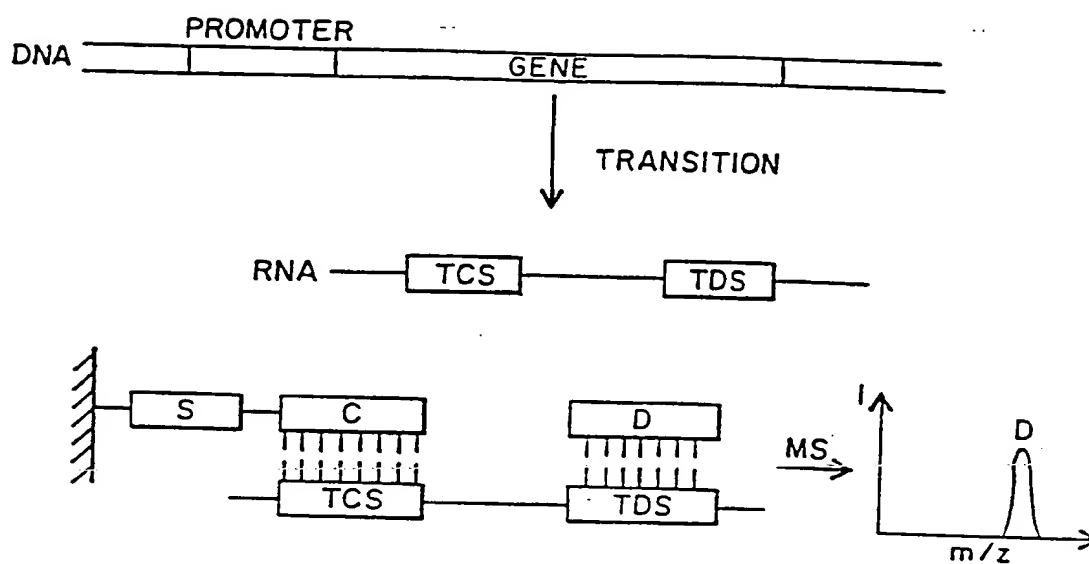 PROMOTER
DNA
GENE
TRANSITION
RNA
TCS
TDS
S
C
D
TCS
TDS
MS
I
D
m/z